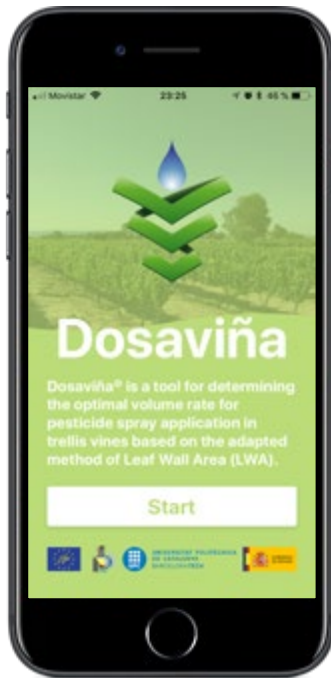 Movistar
23:25
Dosaviña
Dosaviña® is a tool for determining
the optimal volume rate for
pesticide spray application in
trellis vines based on the adapted
method of Leaf Wall Area (LWA).
Start
UNIVERSITAT POLITÈCNICA
DE CATALUNYA
BARCELONATECH